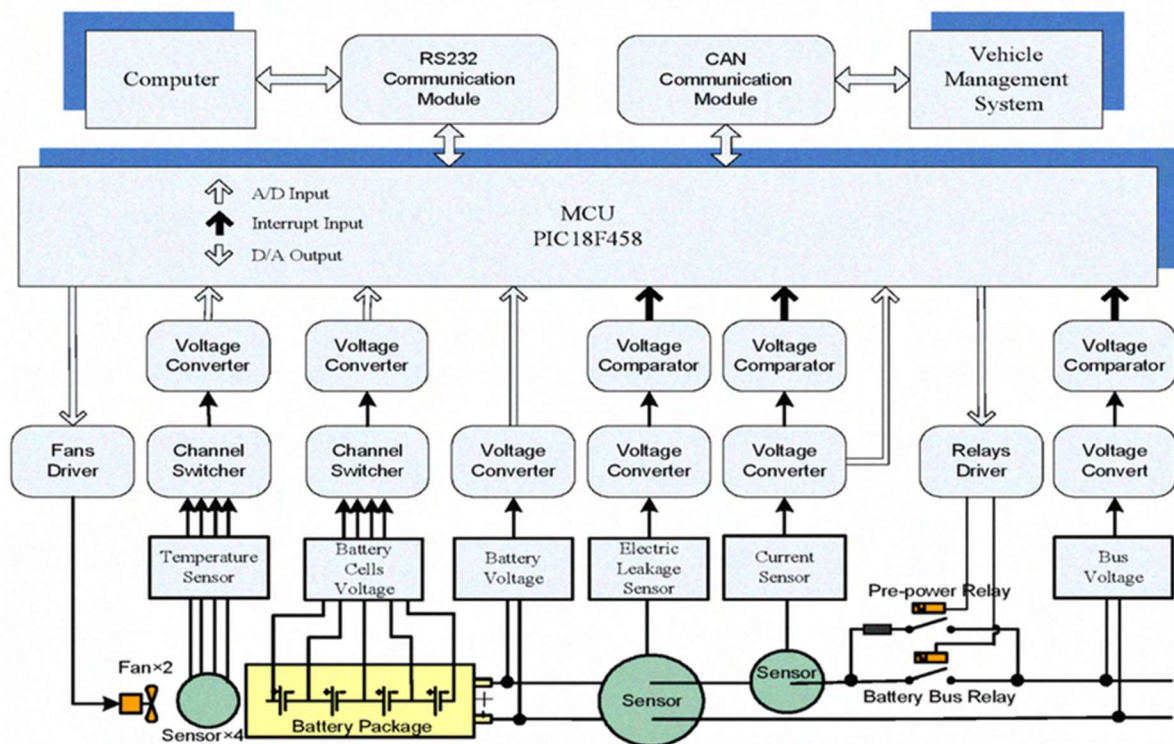 Computer
RS232
Communication
Module
CAN
Communication
Module
Vehicle
Management
System
A/D Input
Interrupt Input
D/A Output
MCU
PIC18F458
Voltage
Converter
Voltage
Converter
Voltage
Comparator
Voltage
Comparator
Voltage
Comparator
Fans
Driver
Channel
Switcher
Channel
Switcher
Voltage
Converter
Voltage
Converter
Voltage
Converter
Relays
Driver
Voltage
Convert
Temperature
Sensor
Battery
Cells
Voltage
Battery
Voltage
Electric
Leakage
Sensor
Current
Sensor
Bus
Voltage
Pre-power Relay
Fan×2
Sensor×4
Battery Package
+
Sensor
Sensor
Battery Bus Relay